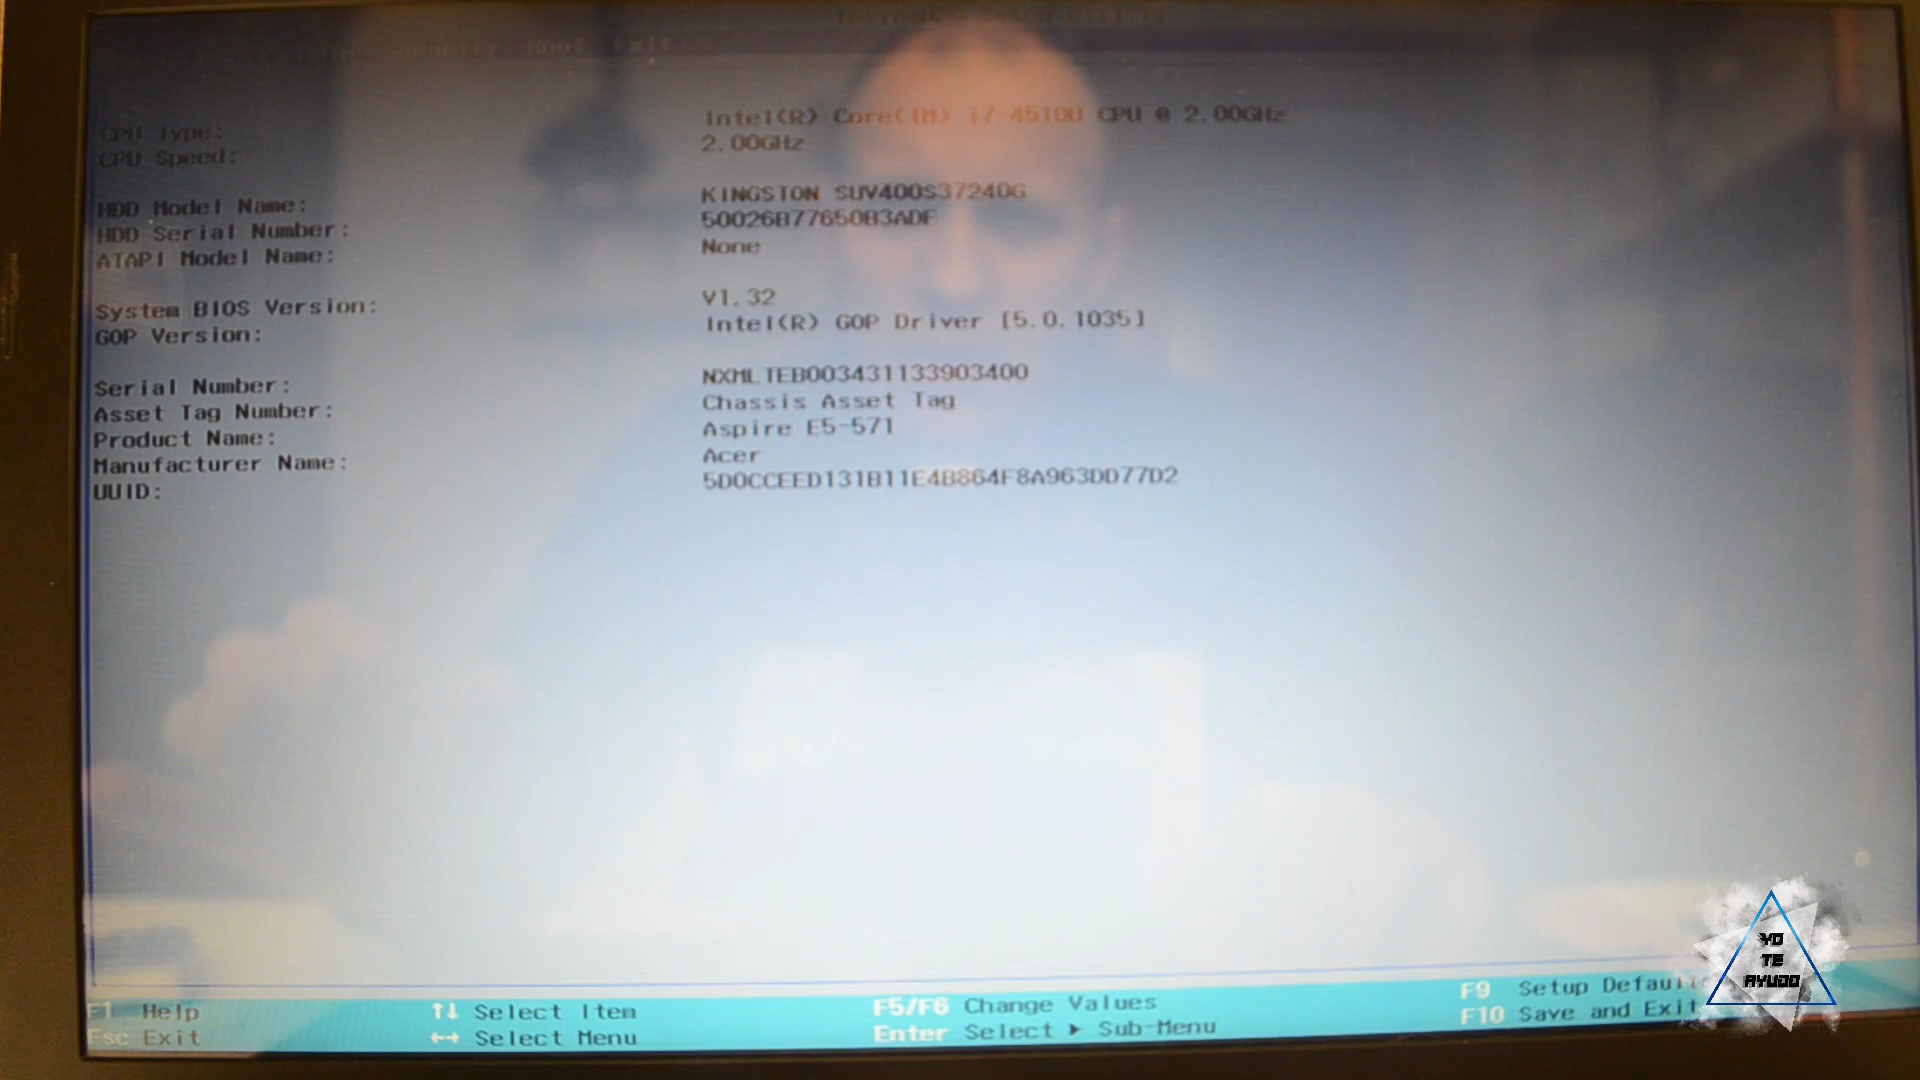 Security Boot Exit
CPU Type: Intel(R) Core(TM) i7-4510U CPU @ 2.00GHz
CPU Speed: 2.00GHz
HDD Model Name: KINGSTON SUV400S37240G
HDD Serial Number: 50026B77650B3ADF
ATAPI Model Name: None
System BIOS Version: V1.32
GOP Version: Intel(R) GOP Driver [5.0.1035]
Serial Number: NXMLTEB003431133903400
Asset Tag Number: Chassis Asset Tag
Product Name: Aspire E5-571
Manufacturer Name: Acer
UUID: 5D0CCEED131B11E4B864F8A963DD77D2
F1 Help ↑↓ Select Item F5/F6 Change Values F9 Setup Defaults
Esc Exit ←→ Select Menu Enter Select ▶ Sub-Menu F10 Save and Exit
YO
TE
AYUDO